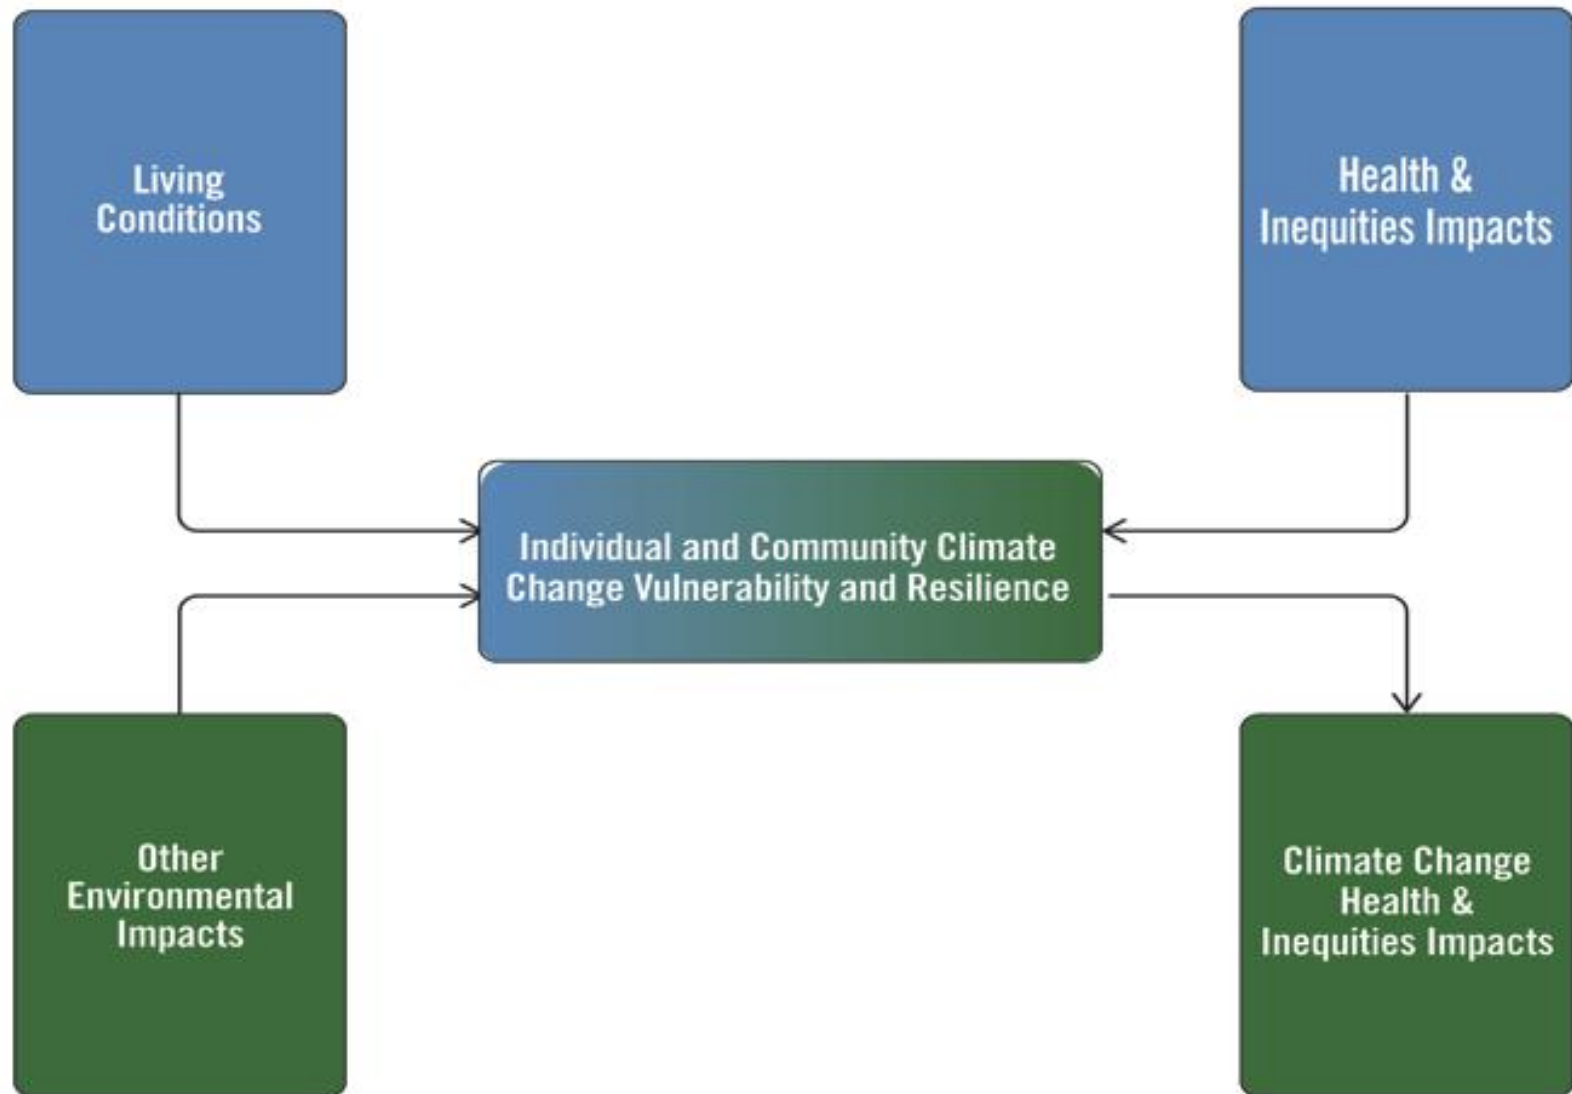 Living
Conditions
Health &
Inequities Impacts
Individual and Community Climate
Change Vulnerability and Resilience
Other
Environmental
Impacts
Climate Change
Health &
Inequities Impacts